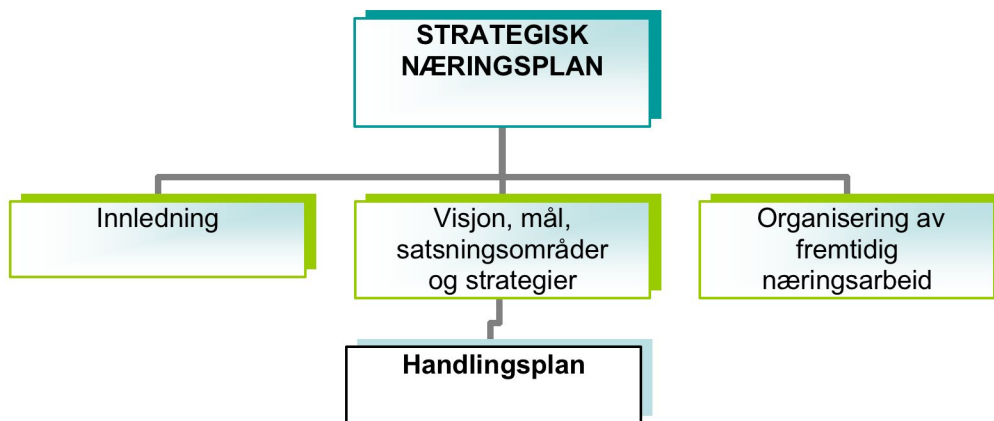 STRATEGISK
NÆRINGSPLAN
Innledning
Visjon, mål,
satsningsområder
og strategier
Organisering av
fremtidig
næringsarbeid
Handlingsplan